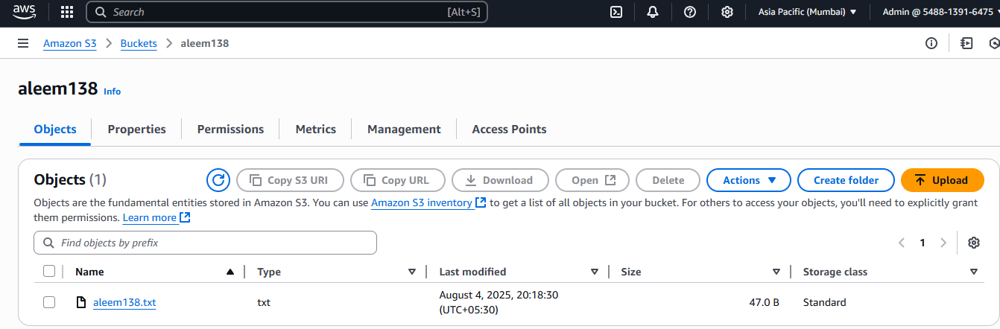 aws Search [Alt+S] Asia Pacific (Mumbai) Admin @ 5488-1391-6475
Amazon S3 Buckets aleem138
aleem138 Info
Objects Properties Permissions Metrics Management Access Points
Objects (1) Copy S3 URI Copy URL Download Open Delete Actions Create folder Upload
Objects are the fundamental entities stored in Amazon S3. You can use Amazon S3 inventory to get a list of all objects in your bucket. For others to access your objects, you'll need to explicitly grant
them permissions. Learn more
Find objects by prefix 1
Name Type Last modified Size Storage class
aleem138.txt txt August 4, 2025, 20:18:30 (UTC+05:30) 47.0 B Standard